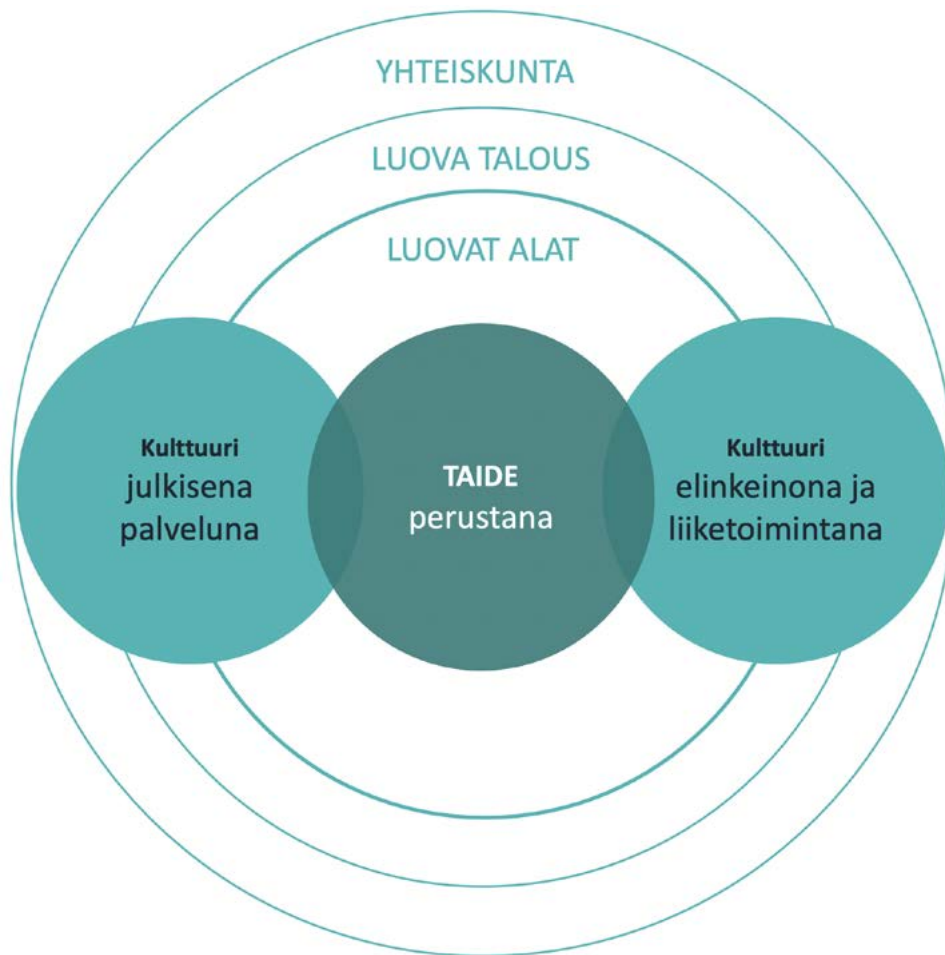 YHTEISKUNTA
LUOVA TALOUS
LUOVAT ALAT
Kulttuuri
julkisena
palveluna
TAIDE
perustana
Kulttuuri
elinkeinona ja
liiketoimintana